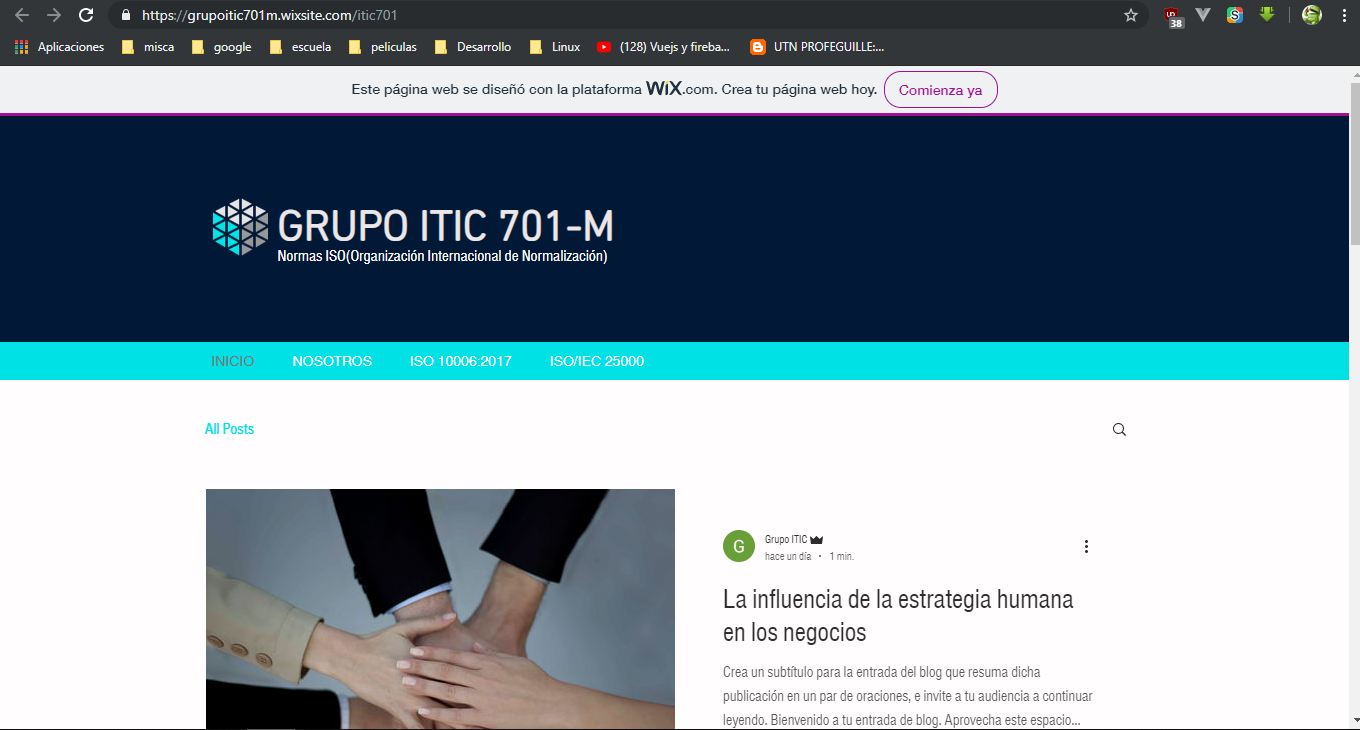 https://grupoitic701m.wixsite.com/itic701
38
Aplicaciones misca google escuela peliculas Desarrollo Linux (128) Vuejs y fireba... UTN PROFEGUILLE:...
Este página web se diseñó con la plataforma WiX.com. Crea tu página web hoy. Comienza ya
GRUPO ITIC 701-M
Normas ISO(Organización Internacional de Normalización)
INICIO NOSOTROS ISO 10006:2017 ISO/IEC 25000
All Posts
G
Grupo ITIC
hace un día · 1 min.
La influencia de la estrategia humana
en los negocios
Crea un subtítulo para la entrada del blog que resuma dicha
publicación en un par de oraciones, e invite a tu audiencia a continuar
leyendo. Bienvenido a tu entrada de blog. Aprovecha este espacio...